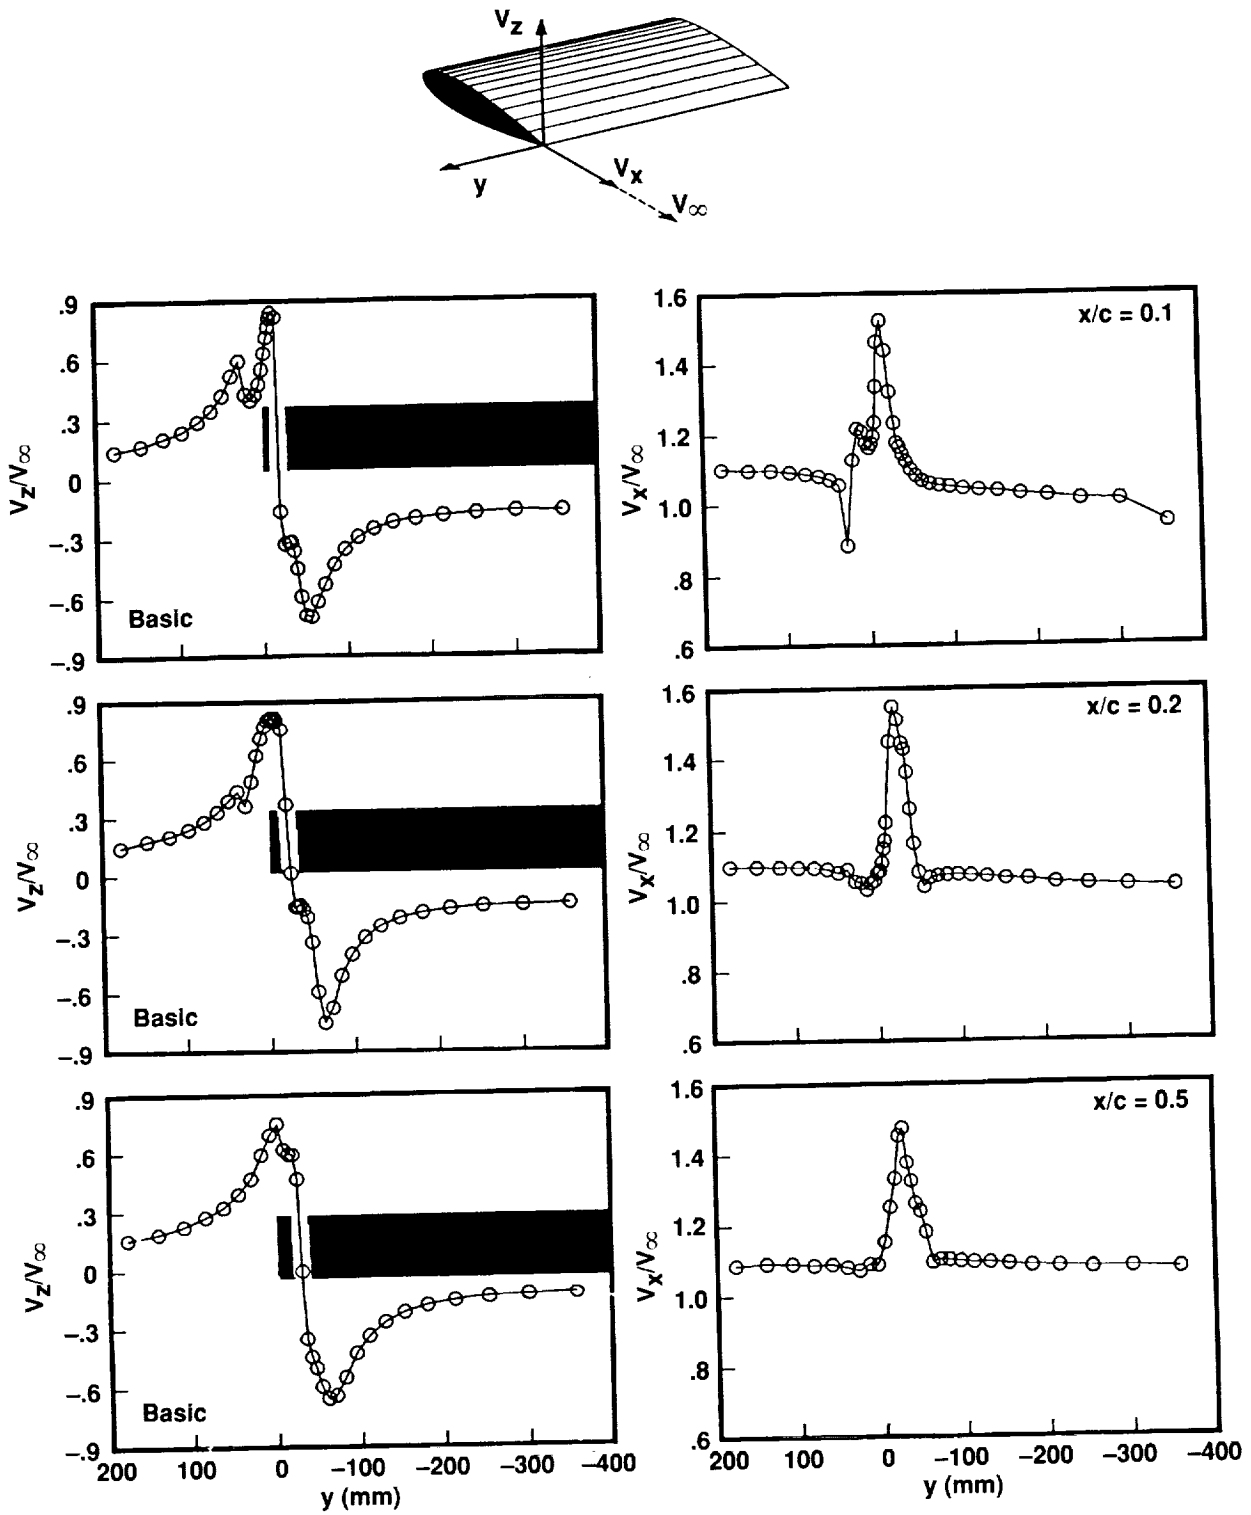 Vz
y
Vx
V∞
.9
.6
.3
0
–.3
–.6
–.9
Vz/V∞
Basic
1.6
1.4
1.2
1.0
.8
.6
Vx/V∞
x/c = 0.1
.9
.6
.3
0
–.3
–.6
–.9
Vz/V∞
Basic
1.6
1.4
1.2
1.0
.8
.6
Vx/V∞
x/c = 0.2
.9
.6
.3
0
–.3
–.6
–.9
Vz/V∞
Basic
200 100 0 –100 –200 –300 –400
y (mm)
1.6
1.4
1.2
1.0
.8
.6
Vx/V∞
x/c = 0.5
200 100 0 –100 –200 –300 –400
y (mm)